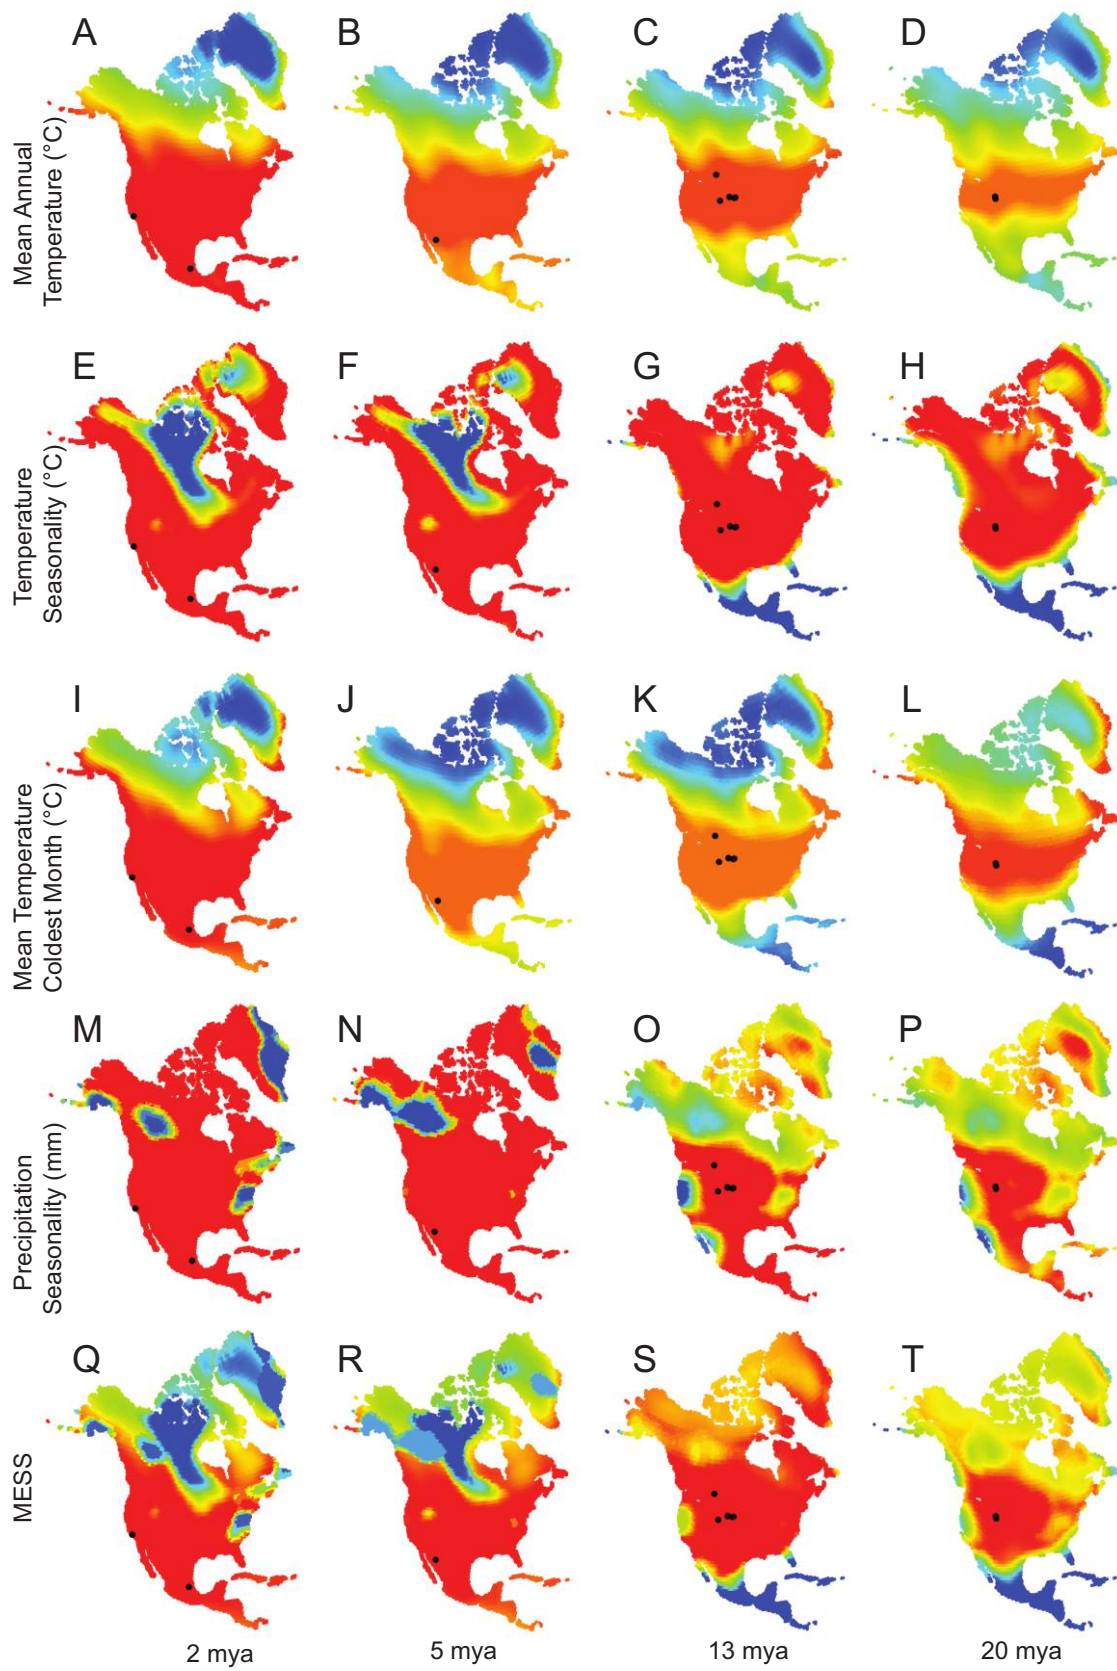 A B C D
Mean Annual
Temperature (°C)
E F G H
Temperature
Seasonality (°C)
I J K L
Mean Temperature
Coldest Month (°C)
M N O P
Precipitation
Seasonality (mm)
Q R S T
MESS
2 mya 5 mya 13 mya 20 mya